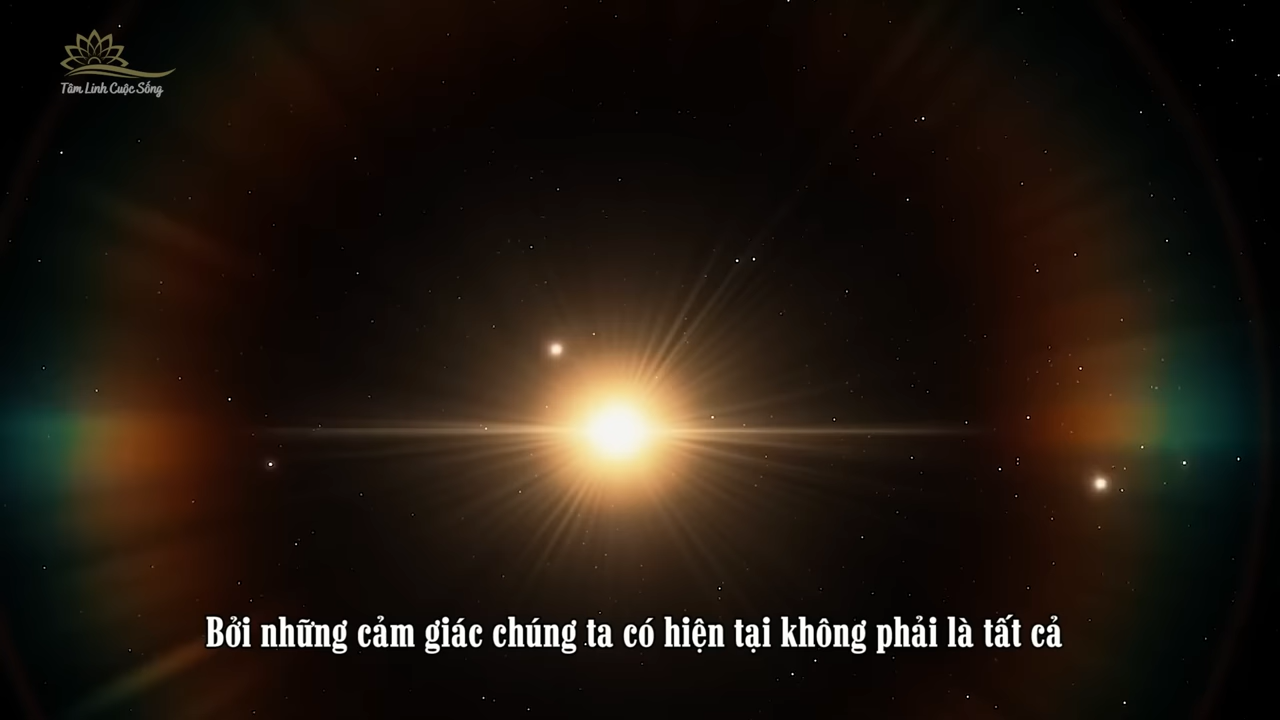 Tâm Linh Cuộc Sống
Bởi những cảm giác chúng ta có hiện tại không phải là tất cả